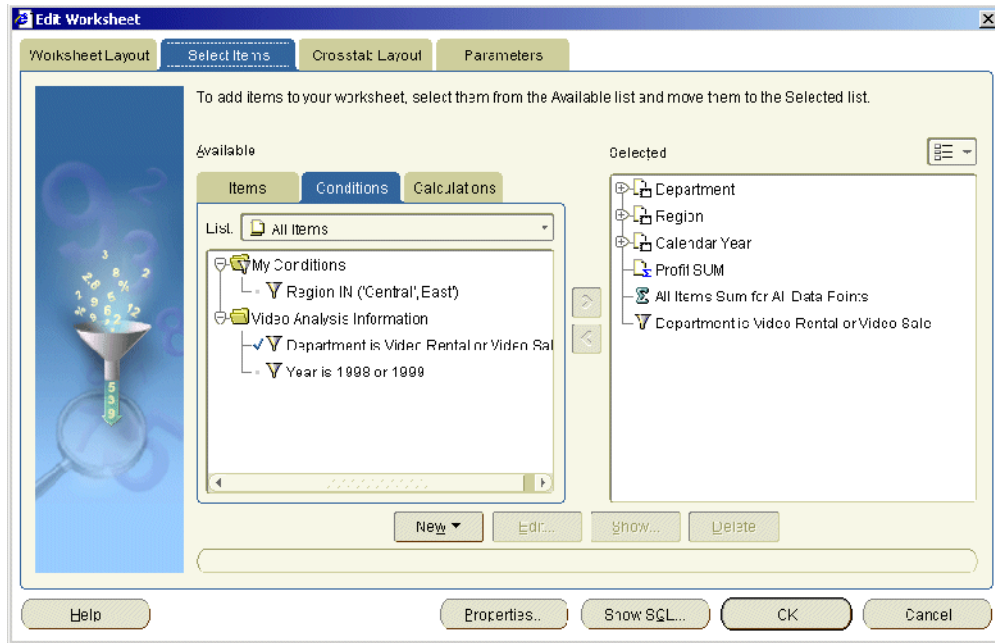 Edit Worksheet
Worksheet Layout
Select Items
Crosstab Layout
Parameters
To add items to your worksheet, select them from the Available list and move them to the Selected list.
Available
Selected
Items
Conditions
Calculations
List:
All Items
My Conditions
Region IN ('Central','East')
Video Analysis Information
Department is Video Rental or Video Sal
Year is 1998 or 1999
Department
Region
Calendar Year
Profit SUM
All Items Sum for All Data Points
Department is Video Rental or Video Sale
New
Edit...
Show...
Delete
Help
Properties...
Show SQL...
OK
Cancel